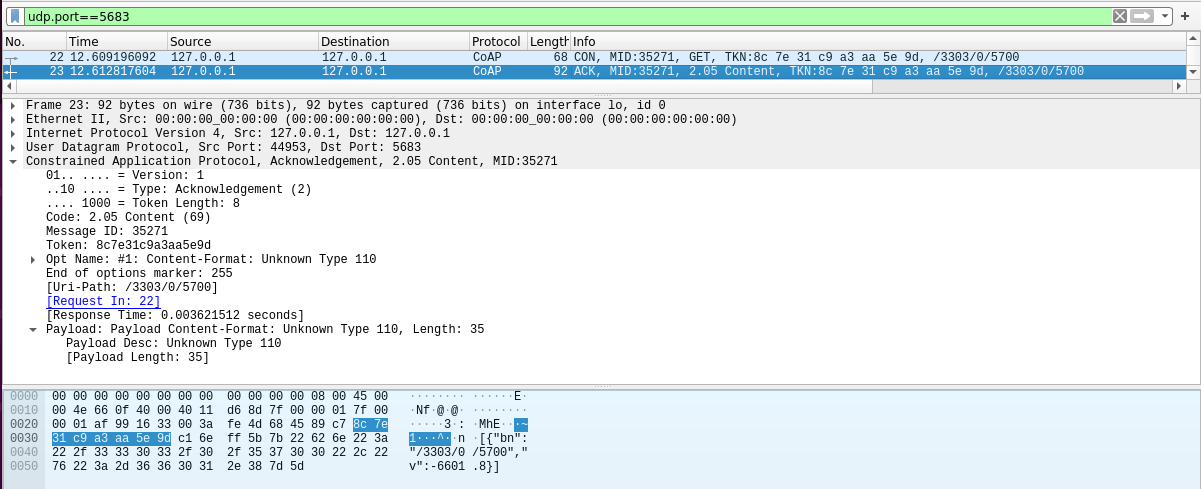 udp.port==5683
No. Time Source Destination Protocol Length Info
22 12.609196092 127.0.0.1 127.0.0.1 CoAP 68 CON, MID:35271, GET, TKN:8c 7e 31 c9 a3 aa 5e 9d, /3303/0/5700
23 12.612817604 127.0.0.1 127.0.0.1 CoAP 92 ACK, MID:35271, 2.05 Content, TKN:8c 7e 31 c9 a3 aa 5e 9d, /3303/0/5700
Frame 23: 92 bytes on wire (736 bits), 92 bytes captured (736 bits) on interface lo, id 0
Ethernet II, Src: 00:00:00_00:00:00 (00:00:00:00:00:00), Dst: 00:00:00_00:00:00 (00:00:00:00:00:00)
Internet Protocol Version 4, Src: 127.0.0.1, Dst: 127.0.0.1
User Datagram Protocol, Src Port: 44953, Dst Port: 5683
Constrained Application Protocol, Acknowledgement, 2.05 Content, MID:35271
01.. .... = Version: 1
..10 .... = Type: Acknowledgement (2)
.... 1000 = Token Length: 8
Code: 2.05 Content (69)
Message ID: 35271
Token: 8c7e31c9a3aa5e9d
Opt Name: #1: Content-Format: Unknown Type 110
End of options marker: 255
[Uri-Path: /3303/0/5700]
[Request In: 22]
[Response Time: 0.003621512 seconds]
Payload: Payload Content-Format: Unknown Type 110, Length: 35
Payload Desc: Unknown Type 110
[Payload Length: 35]
0000 00 00 00 00 00 00 00 00 00 00 00 00 08 00 45 00 ········ ······E·
0010 00 4e 66 0f 40 00 40 11 d6 8d 7f 00 00 01 7f 00 ·Nf·@·@· ········
0020 00 01 af 99 16 33 00 3a fe 4d 68 45 89 c7 8c 7e ·····3·: ·MhE···~
0030 31 c9 a3 aa 5e 9d c1 6e ff 5b 7b 22 62 6e 22 3a 1···^··n ·[{"bn":
0040 22 2f 33 33 30 33 2f 30 2f 35 37 30 30 22 2c 22 "/3303/0 /5700","
0050 76 22 3a 2d 36 36 30 31 2e 38 7d 5d v":-6601 .8}]